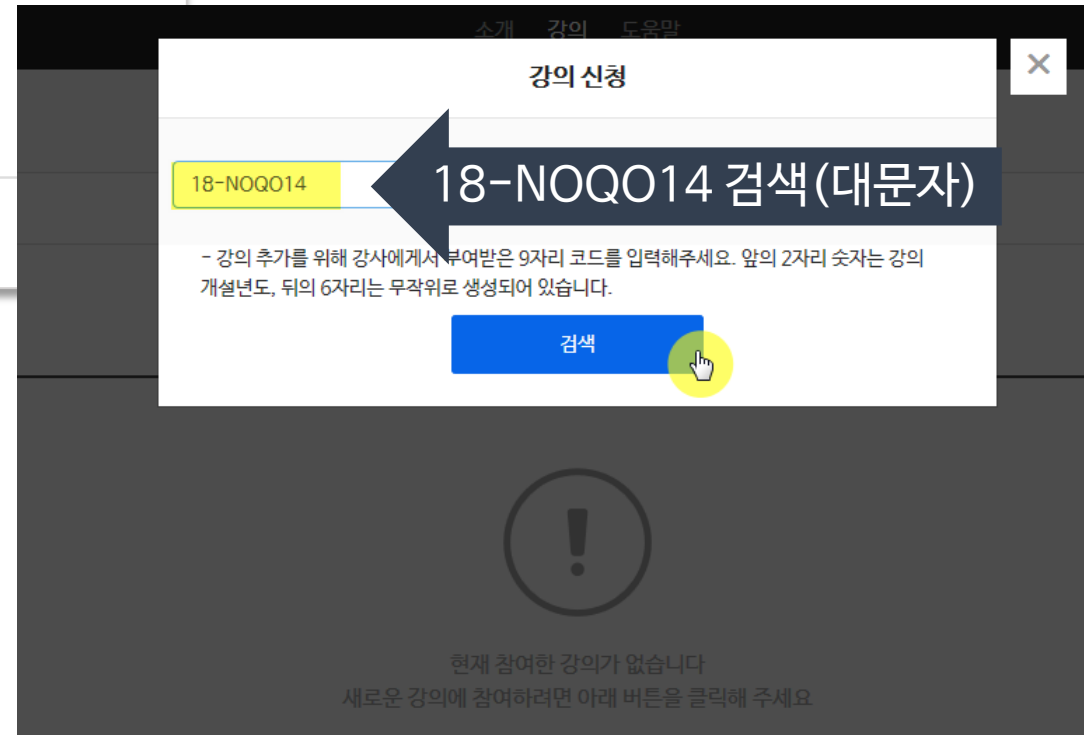 소개 강의 도움말
강의 신청
18-NOQO14
18-NOQO14 검색(대문자)
- 강의 추가를 위해 강사에게서 부여받은 9자리 코드를 입력해주세요. 앞의 2자리 숫자는 강의
개설년도, 뒤의 6자리는 무작위로 생성되어 있습니다.
검색
현재 참여한 강의가 없습니다
새로운 강의에 참여하려면 아래 버튼을 클릭해 주세요